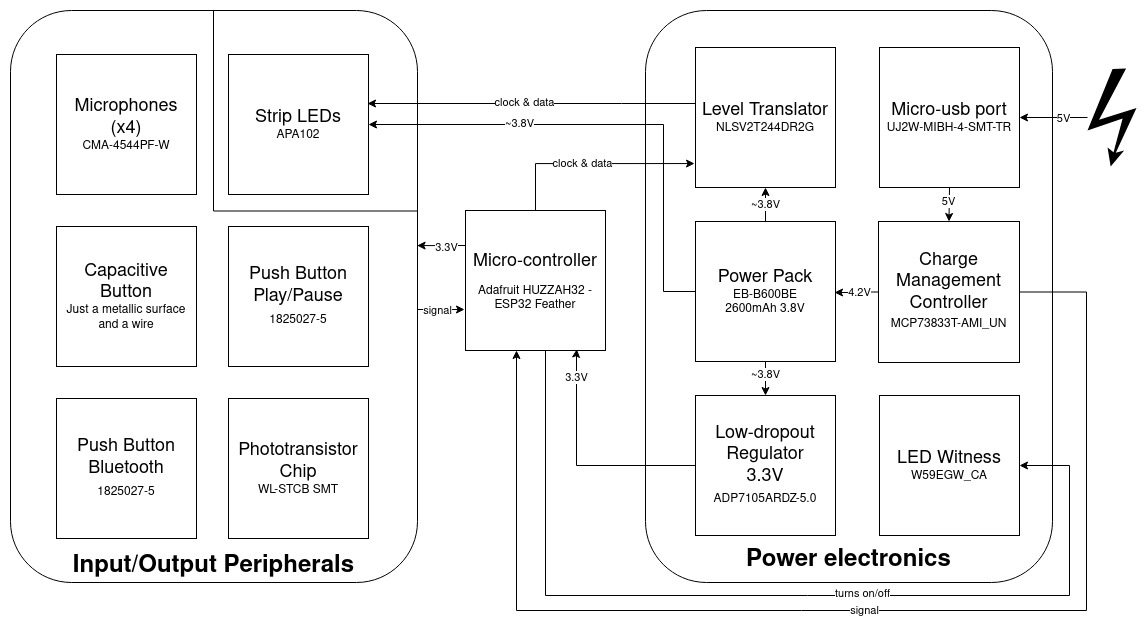 Microphones
(x4)
CMA-4544PF-W
Strip LEDs
APA102
Capacitive
Button
Just a metallic surface
and a wire
Push Button
Play/Pause
1825027-5
Push Button
Bluetooth
1825027-5
Phototransistor
Chip
WL-STCB SMT
Input/Output Peripherals
clock & data
~3.8V
clock & data
3.3V
signal
Micro-controller
Adafruit HUZZAH32 -
ESP32 Feather
3.3V
Level Translator
NLSV2T244DR2G
Micro-usb port
UJ2W-MIBH-4-SMT-TR
5V
~3.8V
5V
Power Pack
EB-B600BE
2600mAh 3.8V
4.2V
Charge
Management
Controller
MCP73833T-AMI_UN
~3.8V
Low-dropout
Regulator
3.3V
ADP7105ARDZ-5.0
LED Witness
W59EGW_CA
Power electronics
turns on/off
signal